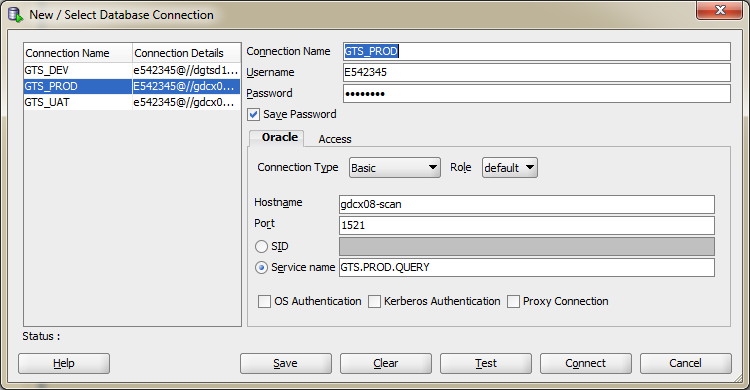 New / Select Database Connection
Connection Name Connection Details
GTS_DEV e542345@//dgtsd1...
GTS_PROD E542345@//gdcx0...
GTS_UAT e542345@//gdcx0...
Connection Name GTS_PROD
Username E542345
Password ••••••••
Save Password
Oracle Access
Connection Type Basic Role default
Hostname gdcx08-scan
Port 1521
SID
Service name GTS.PROD.QUERY
OS Authentication Kerberos Authentication Proxy Connection
Status :
Help Save Clear Test Connect Cancel